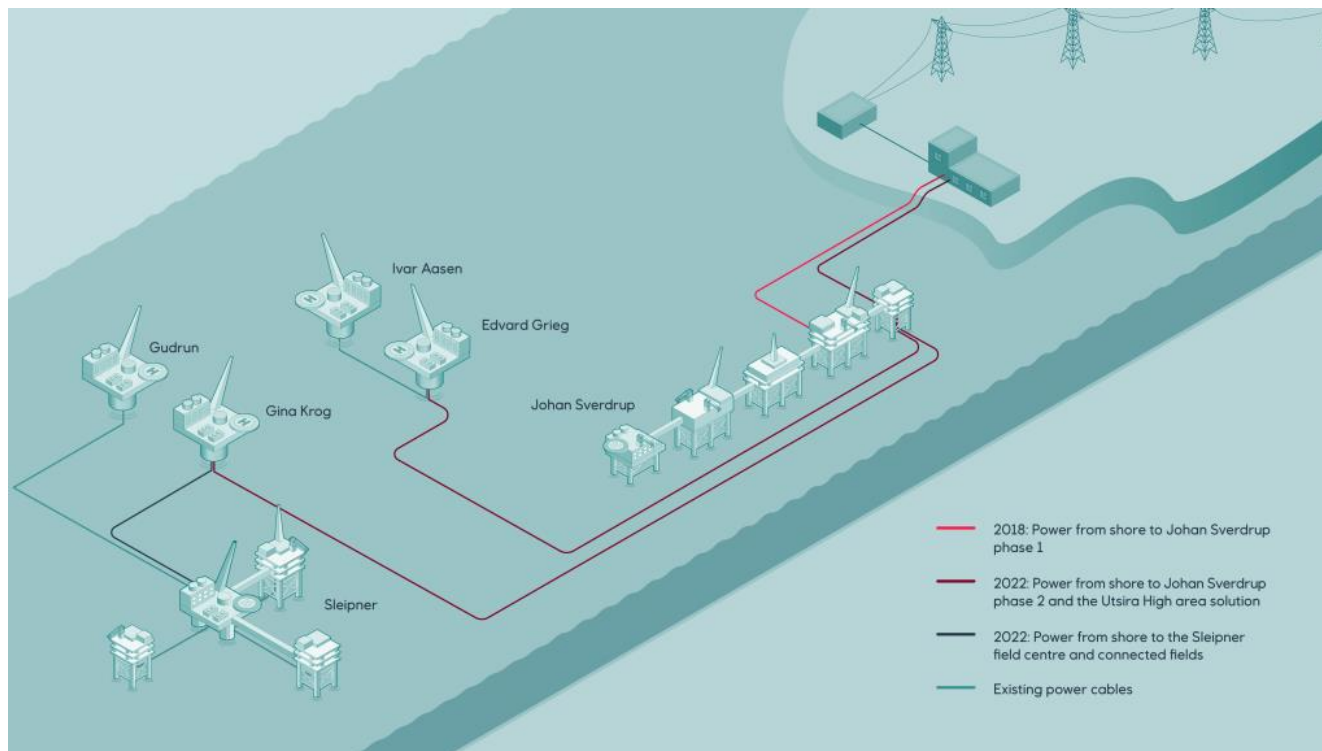 Ivar Aasen
Edvard Grieg
Gudrun
Gina Krog
Johan Sverdrup
Sleipner
H
H
H
H
2018: Power from shore to Johan Sverdrup
phase 1
2022: Power from shore to Johan Sverdrup
phase 2 and the Utsira High area solution
2022: Power from shore to the Sleipner
field centre and connected fields
Existing power cables